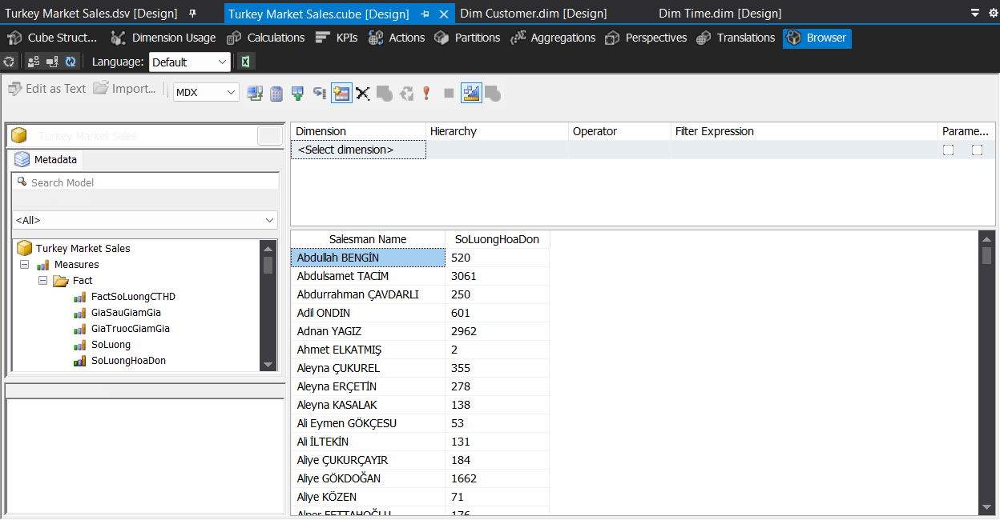 Turkey Market Sales.dsv [Design] Turkey Market Sales.cube [Design] Dim Customer.dim [Design] Dim Time.dim [Design]
Cube Struct... Dimension Usage Calculations KPIs Actions Partitions Aggregations Perspectives Translations Browser
Language: Default
Edit as Text Import... MDX
Turkey Market Sales
Metadata
Search Model
<All>
Turkey Market Sales
Measures
Fact
FactSoLuongCTHD
GiaSauGiamGia
GiaTruocGiamGia
SoLuong
SoLuongHoaDon
Dimension Hierarchy Operator Filter Expression Parame...
<Select dimension>
Salesman Name SoLuongHoaDon
Abdullah BENGİN 520
Abdulsamet TACİM 3061
Abdurrahman ÇAVDARLI 250
Adil ONDIN 601
Adnan YAGIZ 2962
Ahmet ELKATMIŞ 2
Aleyna ÇUKUREL 355
Aleyna ERÇETİN 278
Aleyna KASALAK 138
Ali Eymen GÖKÇESU 53
Ali İLTEKİN 131
Aliye ÇUKURÇAYIR 184
Aliye GÖKDOĞAN 1662
Aliye KÖZEN 71
Alper FETTAHOĞLU 176